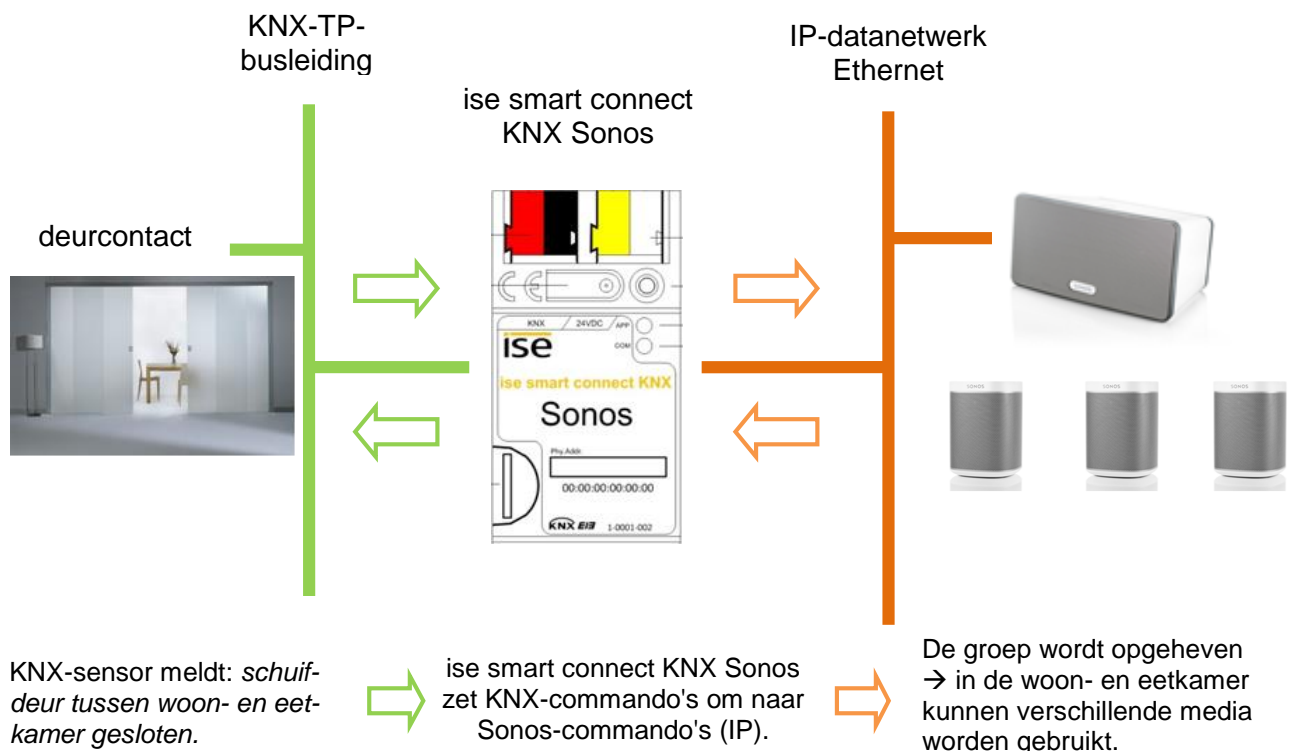 KNX-TP-
busleiding
IP-datanetwerk
Ethernet
ise smart connect
KNX Sonos
deurcontact
KNX / 24VDC / APP
COM
ise
ise smart connect KNX
Sonos
Phy.Addr.
00:00:00:00:00:00
KNX EIB 1-0001-002
SONOS
SONOS
SONOS
KNX-sensor meldt: schuif-
deur tussen woon- en eet-
kamer gesloten.
ise smart connect KNX Sonos
zet KNX-commando's om naar
Sonos-commando's (IP).
De groep wordt opgeheven
→ in de woon- en eetkamer
kunnen verschillende media
worden gebruikt.